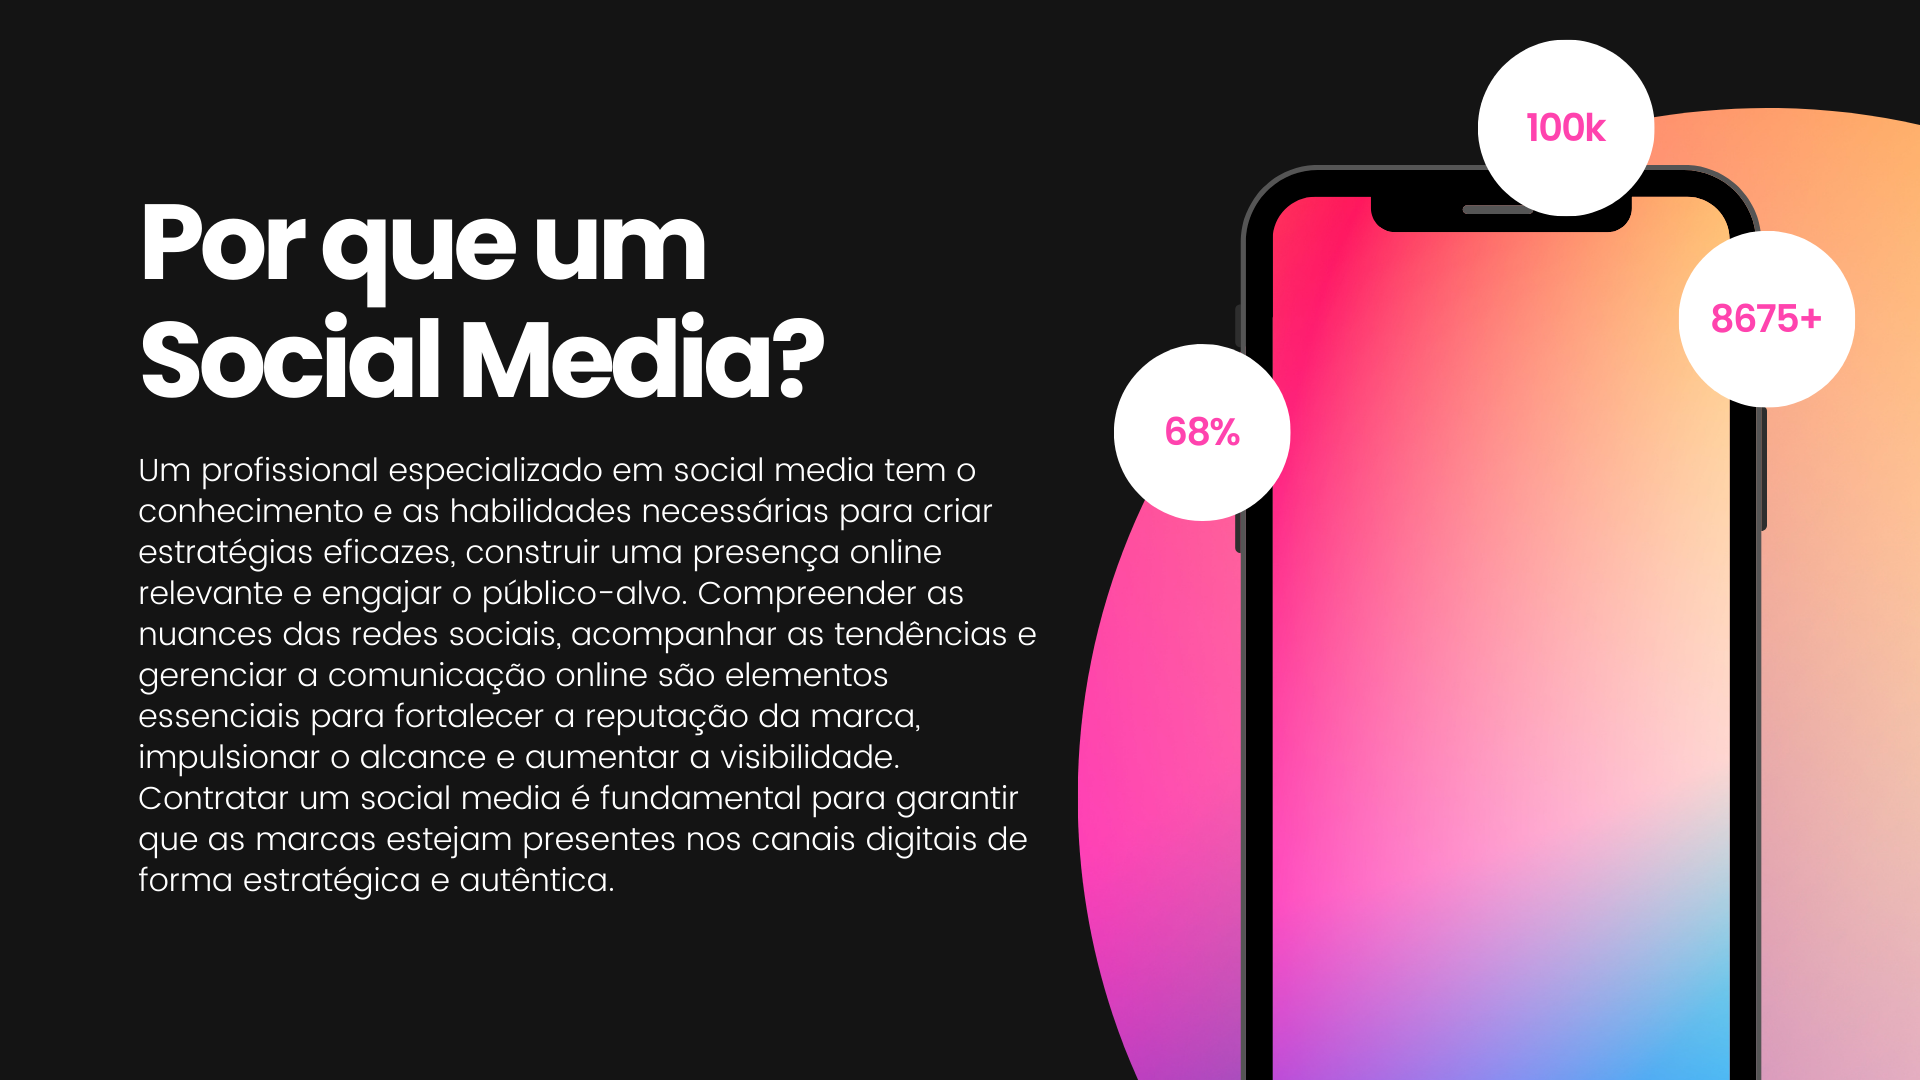 Por que um
Social Media?
Um profissional especializado em social media tem o
conhecimento e as habilidades necessárias para criar
estratégias eficazes, construir uma presença online
relevante e engajar o público-alvo. Compreender as
nuances das redes sociais, acompanhar as tendências e
gerenciar a comunicação online são elementos
essenciais para fortalecer a reputação da marca,
impulsionar o alcance e aumentar a visibilidade.
Contratar um social media é fundamental para garantir
que as marcas estejam presentes nos canais digitais de
forma estratégica e autêntica.
100k
8675+
68%